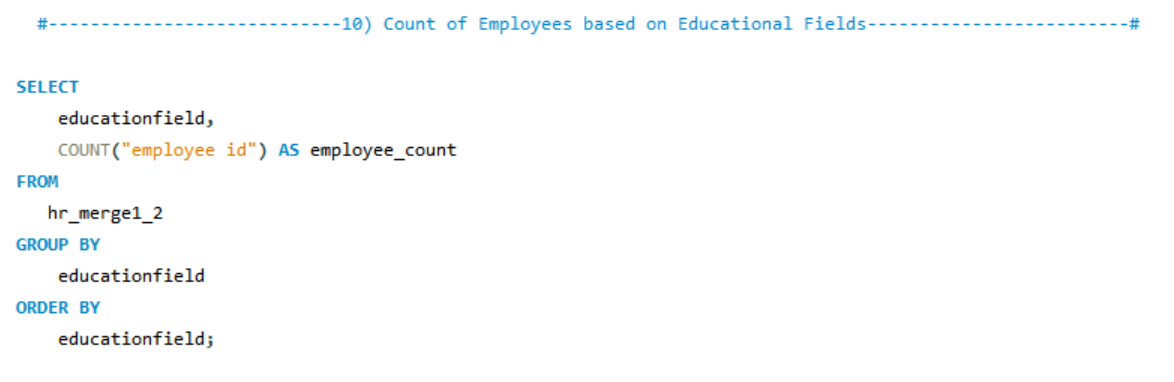 #----------------------------10) Count of Employees based on Educational Fields-------------------------#
SELECT
educationfield,
COUNT("employee id") AS employee_count
FROM
hr_merge1_2
GROUP BY
educationfield
ORDER BY
educationfield;